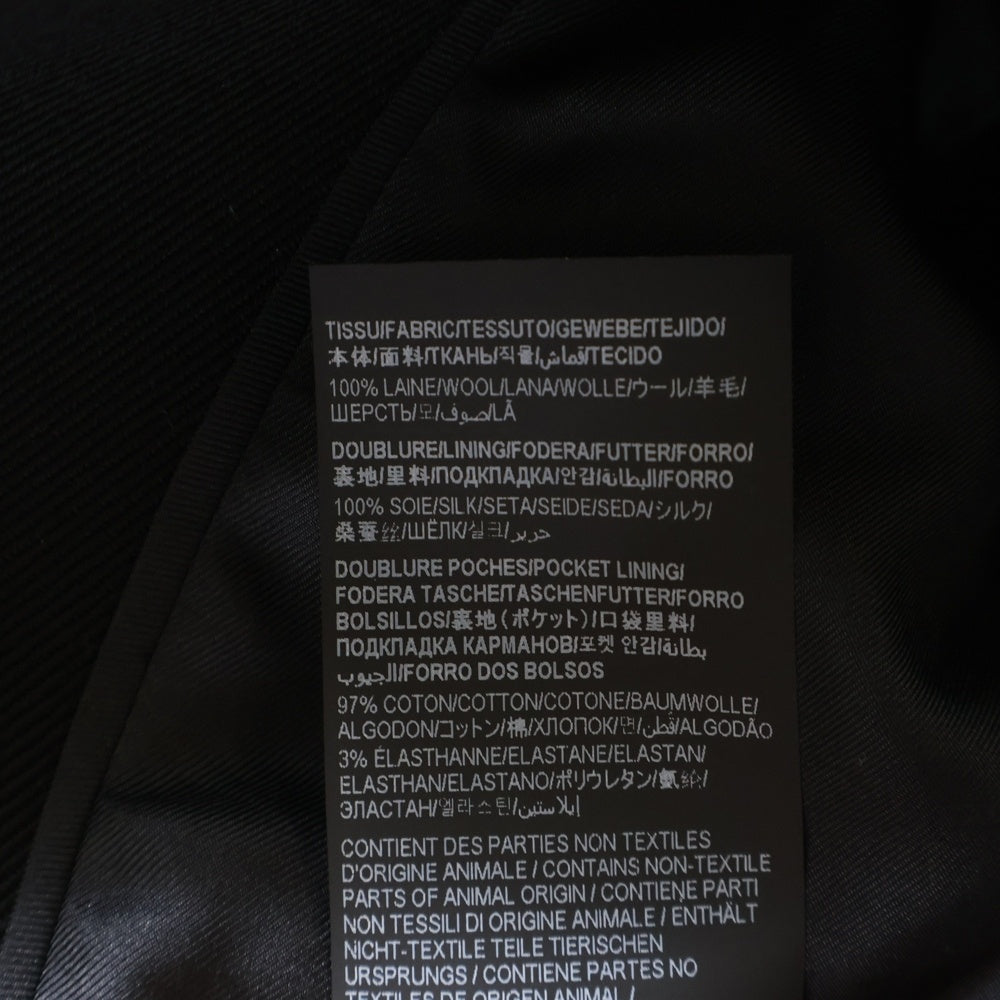 TISSU/FABRIC/TESSUTO/GEWEBE/TEJIDO/
本体/面料/ТКАНЬ/직물/قماش/TECIDO
100% LAINE/WOOL/LANA/WOLLE/ウール/羊毛/
ШЕРСТЬ/모/صوف/LÃ
DOUBLURE/LINING/FODERA/FUTTER/FORRO/
裏地/里料/ПОДКЛАДКА/안감/البطانة/FORRO
100% SOIE/SILK/SETA/SEIDE/SEDA/シルク/
桑蚕丝/ШЁЛК/실크/حرير
DOUBLURE POCHES/POCKET LINING/
FODERA TASCHE/TASCHENFUTTER/FORRO
BOLSILLOS/裏地(ポケット)/口袋里料/
ПОДКЛАДКА КАРМАНОВ/포켓 안감/بطانة
الجيوب/FORRO DOS BOLSOS
97% COTON/COTTON/COTONE/BAUMWOLLE/
ALGODON/コットン/棉/ХЛОПОК/면/قطن/ALGODÃO
3% ÉLASTHANNE/ELASTANE/ELASTAN/
ELASTHAN/ELASTANO/ポリウレタン/氨纶/
ЭЛАСТАН/엘라스틴/إيلاستين
CONTIENT DES PARTIES NON TEXTILES
D'ORIGINE ANIMALE / CONTAINS NON-TEXTILE
PARTS OF ANIMAL ORIGIN / CONTIENE PARTI
NON TESSILI DI ORIGINE ANIMALE / ENTHÄLT
NICHT-TEXTILE TEILE TIERISCHEN
URSPRUNGS / CONTIENE PARTES NO
TEXTILES DE ORIGEN ANIMAL /